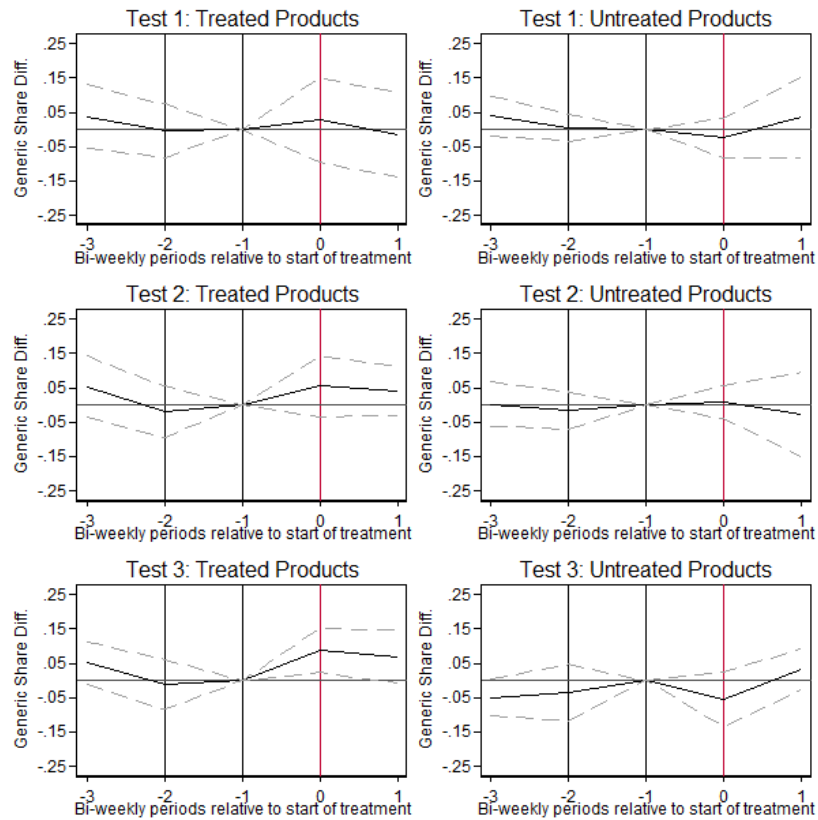 Test 1: Treated Products
Generic Share Diff.
.25
.15
.05
-.05
-.15
-.25
-3 -2 -1 0 1
Bi-weekly periods relative to start of treatment
Test 1: Untreated Products
Generic Share Diff.
.25
.15
.05
-.05
-.15
-.25
-3 -2 -1 0 1
Bi-weekly periods relative to start of treatment
Test 2: Treated Products
Generic Share Diff.
.25
.15
.05
-.05
-.15
-.25
-3 -2 -1 0 1
Bi-weekly periods relative to start of treatment
Test 2: Untreated Products
Generic Share Diff.
.25
.15
.05
-.05
-.15
-.25
-3 -2 -1 0 1
Bi-weekly periods relative to start of treatment
Test 3: Treated Products
Generic Share Diff.
.25
.15
.05
-.05
-.15
-.25
-3 -2 -1 0 1
Bi-weekly periods relative to start of treatment
Test 3: Untreated Products
Generic Share Diff.
.25
.15
.05
-.05
-.15
-.25
-3 -2 -1 0 1
Bi-weekly periods relative to start of treatment